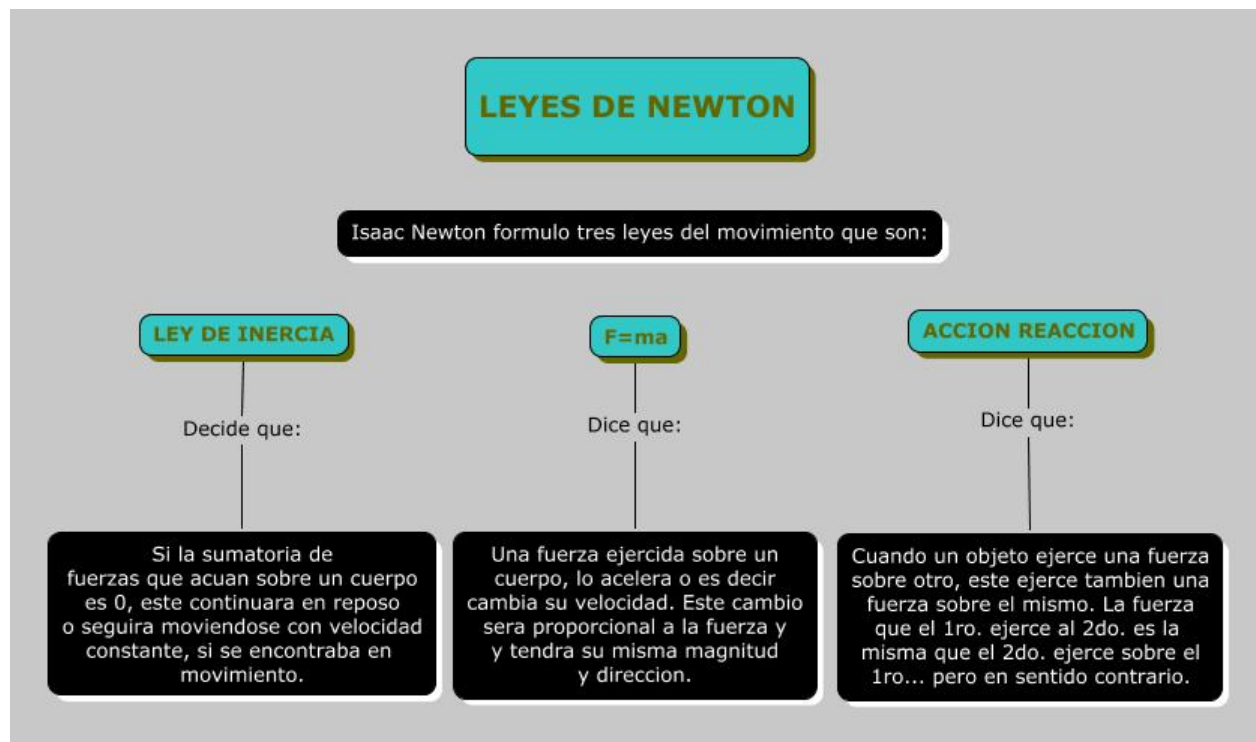 LEYES DE NEWTON
Isaac Newton formulo tres leyes del movimiento que son:
LEY DE INERCIA
Decide que:
Si la sumatoria de
fuerzas que acuan sobre un cuerpo
es 0, este continuara en reposo
o seguira moviendose con velocidad
constante, si se encontraba en
movimiento.
F=ma
Dice que:
Una fuerza ejercida sobre un
cuerpo, lo acelera o es decir
cambia su velocidad. Este cambio
sera proporcional a la fuerza y
y tendra su misma magnitud
y direccion.
ACCION REACCION
Dice que:
Cuando un objeto ejerce una fuerza
sobre otro, este ejerce tambien una
fuerza sobre el mismo. La fuerza
que el 1ro. ejerce al 2do. es la
misma que el 2do. ejerce sobre el
1ro... pero en sentido contrario.